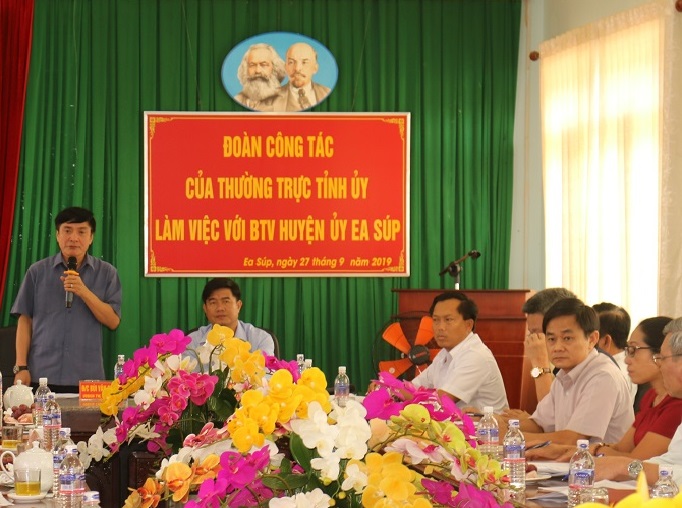 ĐOÀN CÔNG TÁC
CỦA THƯỜNG TRỰC TỈNH ỦY
LÀM VIỆC VỚI BTV HUYỆN ỦY EA SÚP
Ea Súp, ngày 27 tháng 9 năm 2019